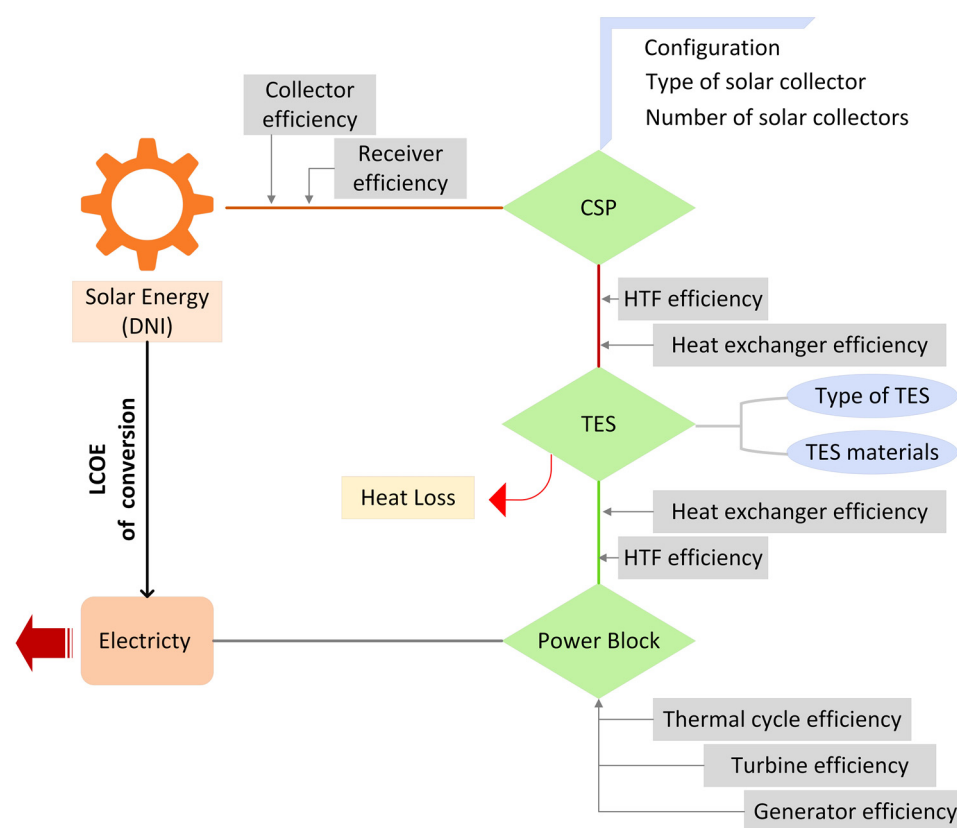 Configuration
Type of solar collector
Number of solar collectors
Collector
efficiency
Receiver
efficiency
CSP
Solar Energy
(DNI)
HTF efficiency
Heat exchanger efficiency
Type of TES
TES
TES materials
LCOE
of conversion
Heat Loss
Heat exchanger efficiency
HTF efficiency
Electricty
Power Block
Thermal cycle efficiency
Turbine efficiency
Generator efficiency